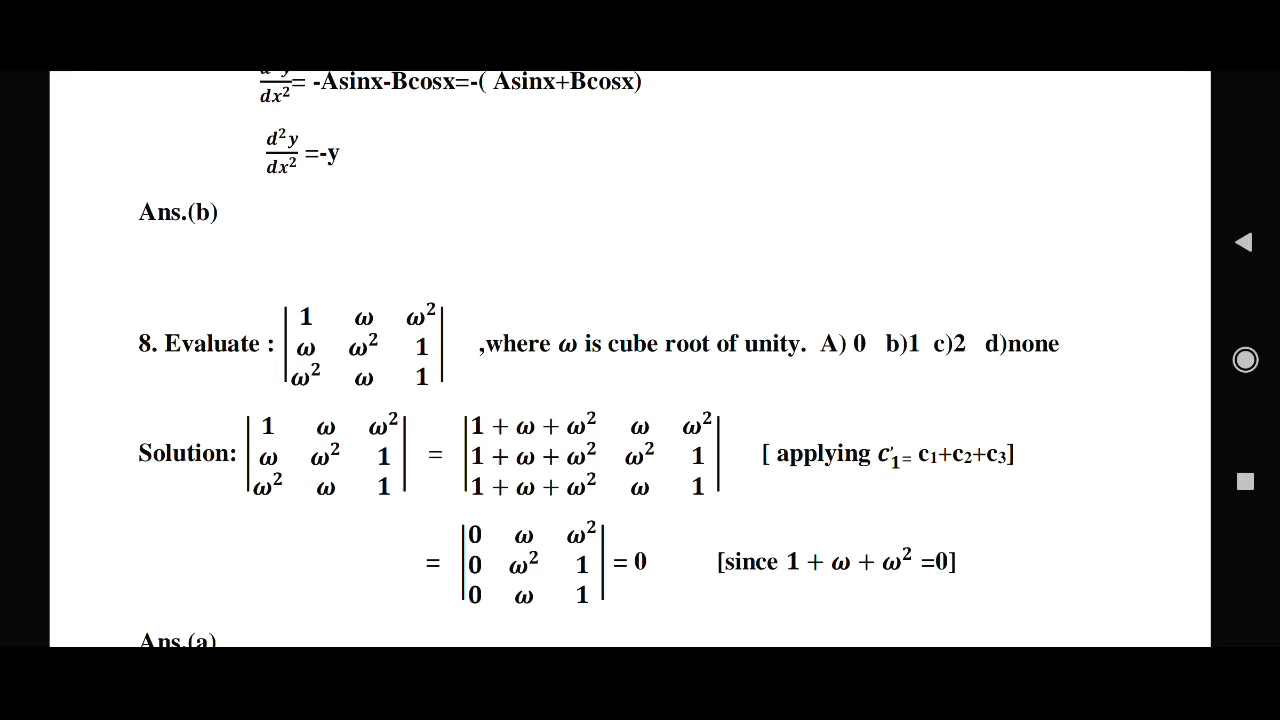 d²y/dx² = -Asinx-Bcosx=-( Asinx+Bcosx)
d²y/dx² =-y
Ans.(b)
8. Evaluate : |1 ω ω²; ω ω² 1; ω² ω 1| ,where ω is cube root of unity. A) 0 b)1 c)2 d)none
Solution: |1 ω ω²; ω ω² 1; ω² ω 1| = |1 + ω + ω² ω ω²; 1 + ω + ω² ω² 1; 1 + ω + ω² ω 1| [ applying c′₁= c₁+c₂+c₃]
= |0 ω ω²; 0 ω² 1; 0 ω 1| = 0 [since 1 + ω + ω² =0]
Ans.(a)